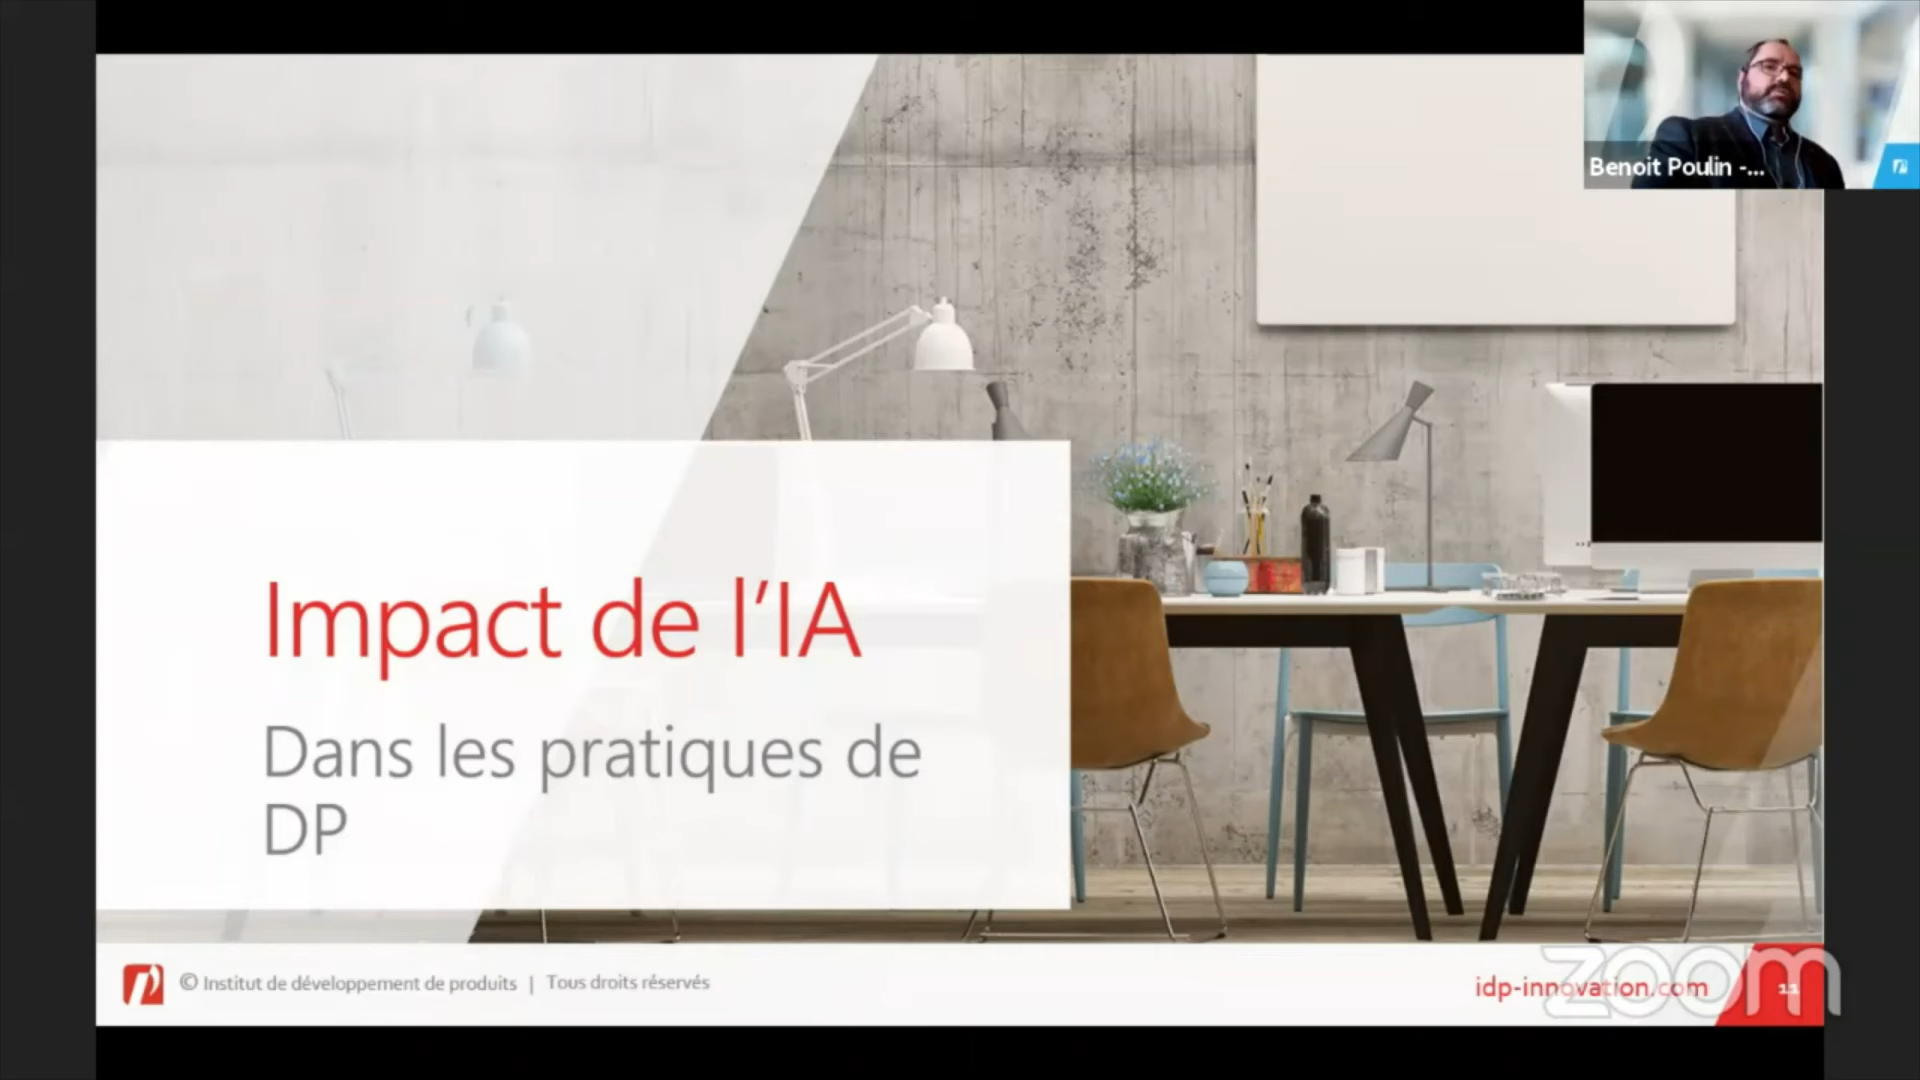 Benoit Poulin -...
Impact de l’IA
Dans les pratiques de
DP
© Institut de développement de produits | Tous droits réservés
idp-innovation.com
11
zoom